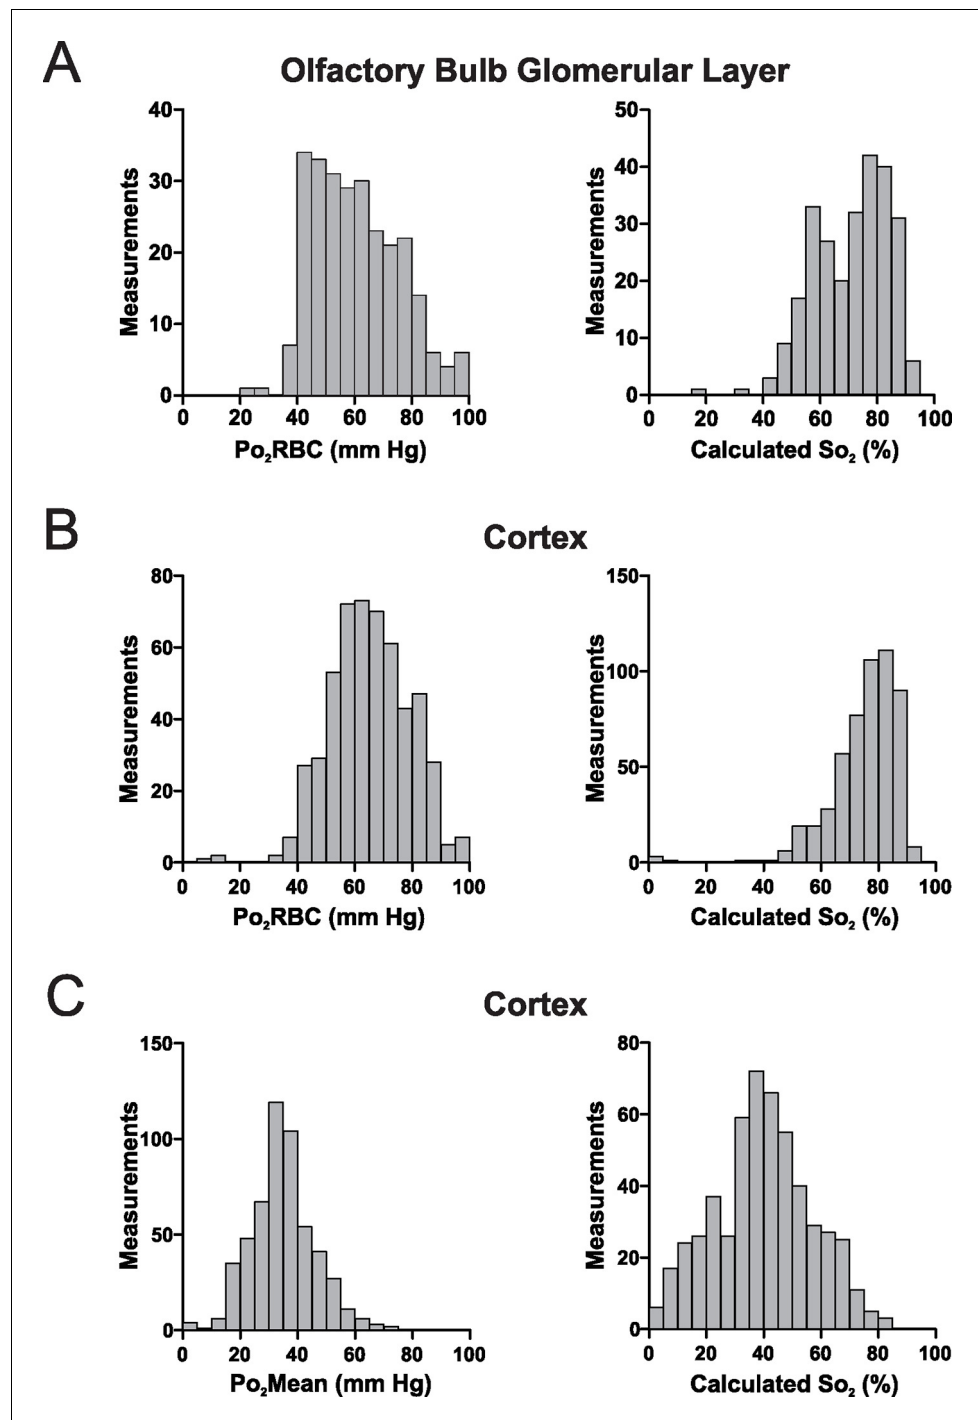 A
Olfactory Bulb Glomerular Layer
40
30
20
10
0
Measurements
0 20 40 60 80 100
Po₂RBC (mm Hg)
50
40
30
20
10
0
Measurements
0 20 40 60 80 100
Calculated So₂ (%)
B
Cortex
80
60
40
20
0
Measurements
0 20 40 60 80 100
Po₂RBC (mm Hg)
150
100
50
0
Measurements
0 20 40 60 80 100
Calculated So₂ (%)
C
Cortex
150
100
50
0
Measurements
0 20 40 60 80 100
Po₂Mean (mm Hg)
80
60
40
20
0
Measurements
0 20 40 60 80 100
Calculated So₂ (%)